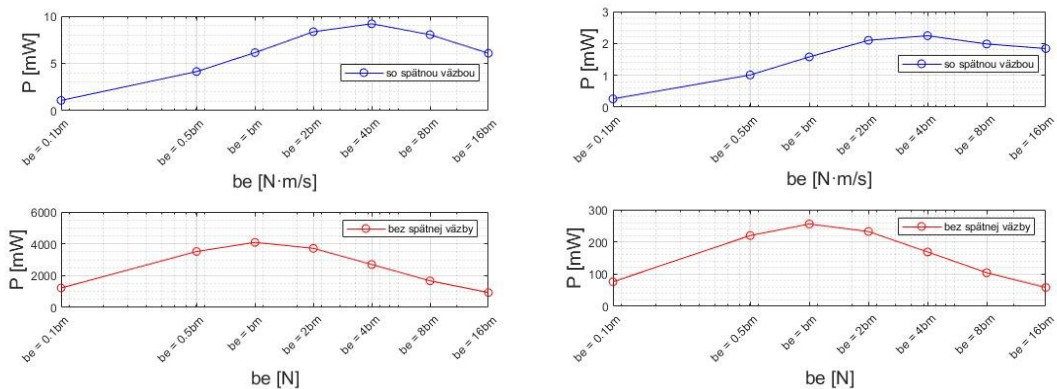 10
5
0
P [mW]
so spätnou väzbou
be = 0.1bm
be = 0.5bm
be = bm
be = 2bm
be = 4bm
be = 8bm
be = 16bm
be [N·m/s]
3
2
1
0
P [mW]
so spätnou väzbou
be = 0.1bm
be = 0.5bm
be = bm
be = 2bm
be = 4bm
be = 8bm
be = 16bm
be [N·m/s]
6000
4000
2000
0
P [mW]
bez spätnej väzby
be = 0.1bm
be = 0.5bm
be = bm
be = 2bm
be = 4bm
be = 8bm
be = 16bm
be [N]
300
200
100
0
P [mW]
bez spätnej väzby
be = 0.1bm
be = 0.5bm
be = bm
be = 2bm
be = 4bm
be = 8bm
be = 16bm
be [N]